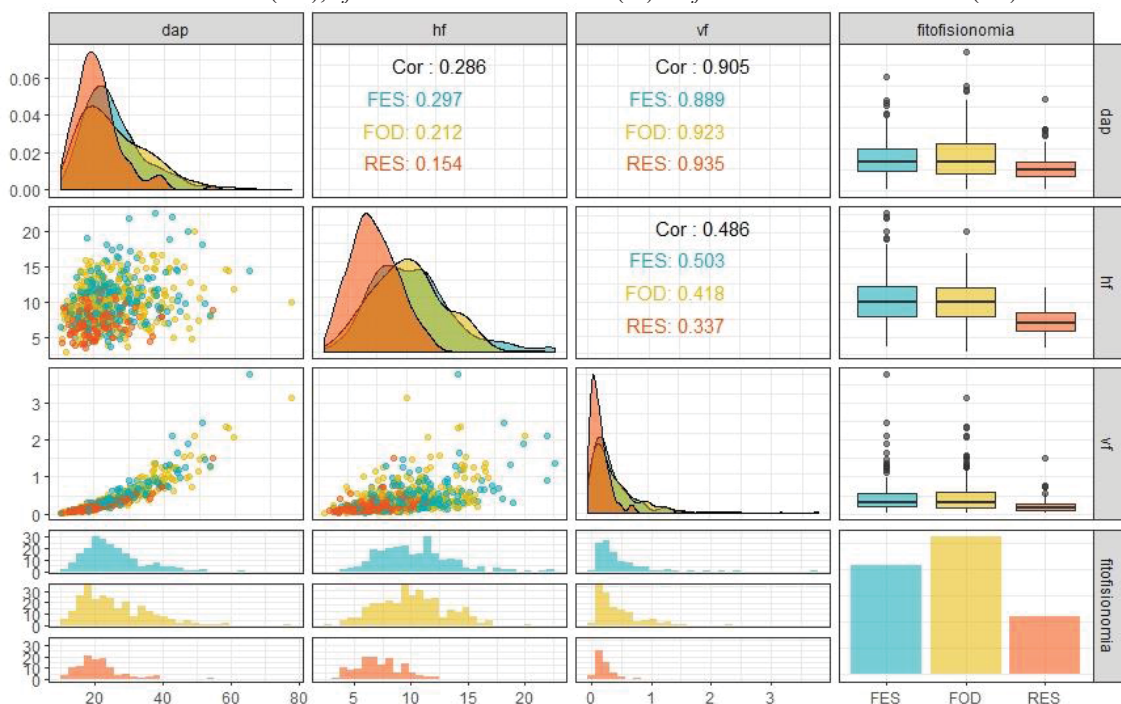 dap
hf
vf
fitofisionomia
0.06
0.04
0.02
0.00
Cor : 0.286
FES: 0.297
FOD: 0.212
RES: 0.154
Cor : 0.905
FES: 0.889
FOD: 0.923
RES: 0.935
dap
20
15
10
5
Cor : 0.486
FES: 0.503
FOD: 0.418
RES: 0.337
hf
3
2
1
0
vf
30
20
10
0
30
20
10
0
30
20
10
0
fitofisionomia
20 40 60 80
5 10 15 20
0 1 2 3
FES FOD RES